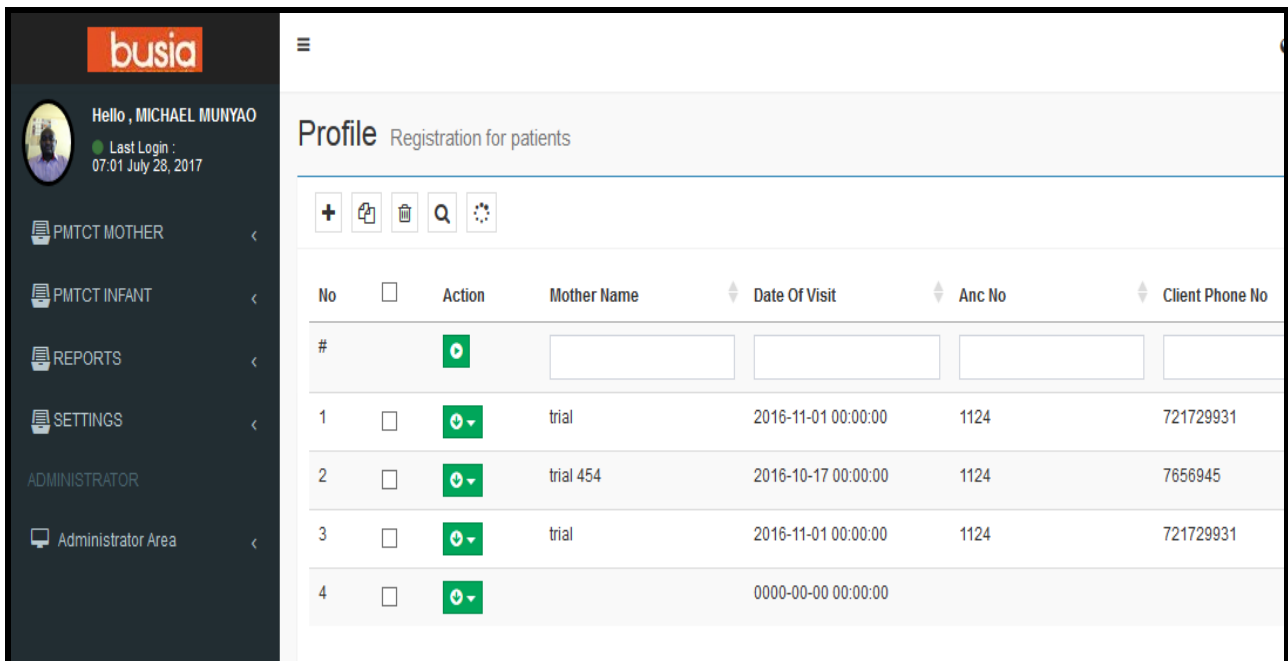 busia
Hello , MICHAEL MUNYAO
Last Login :
07:01 July 28, 2017
PMTCT MOTHER
PMTCT INFANT
REPORTS
SETTINGS
ADMINISTRATOR
Administrator Area
Profile Registration for patients
No Action Mother Name Date Of Visit Anc No Client Phone No
#
1 trial 2016-11-01 00:00:00 1124 721729931
2 trial 454 2016-10-17 00:00:00 1124 7656945
3 trial 2016-11-01 00:00:00 1124 721729931
4 0000-00-00 00:00:00